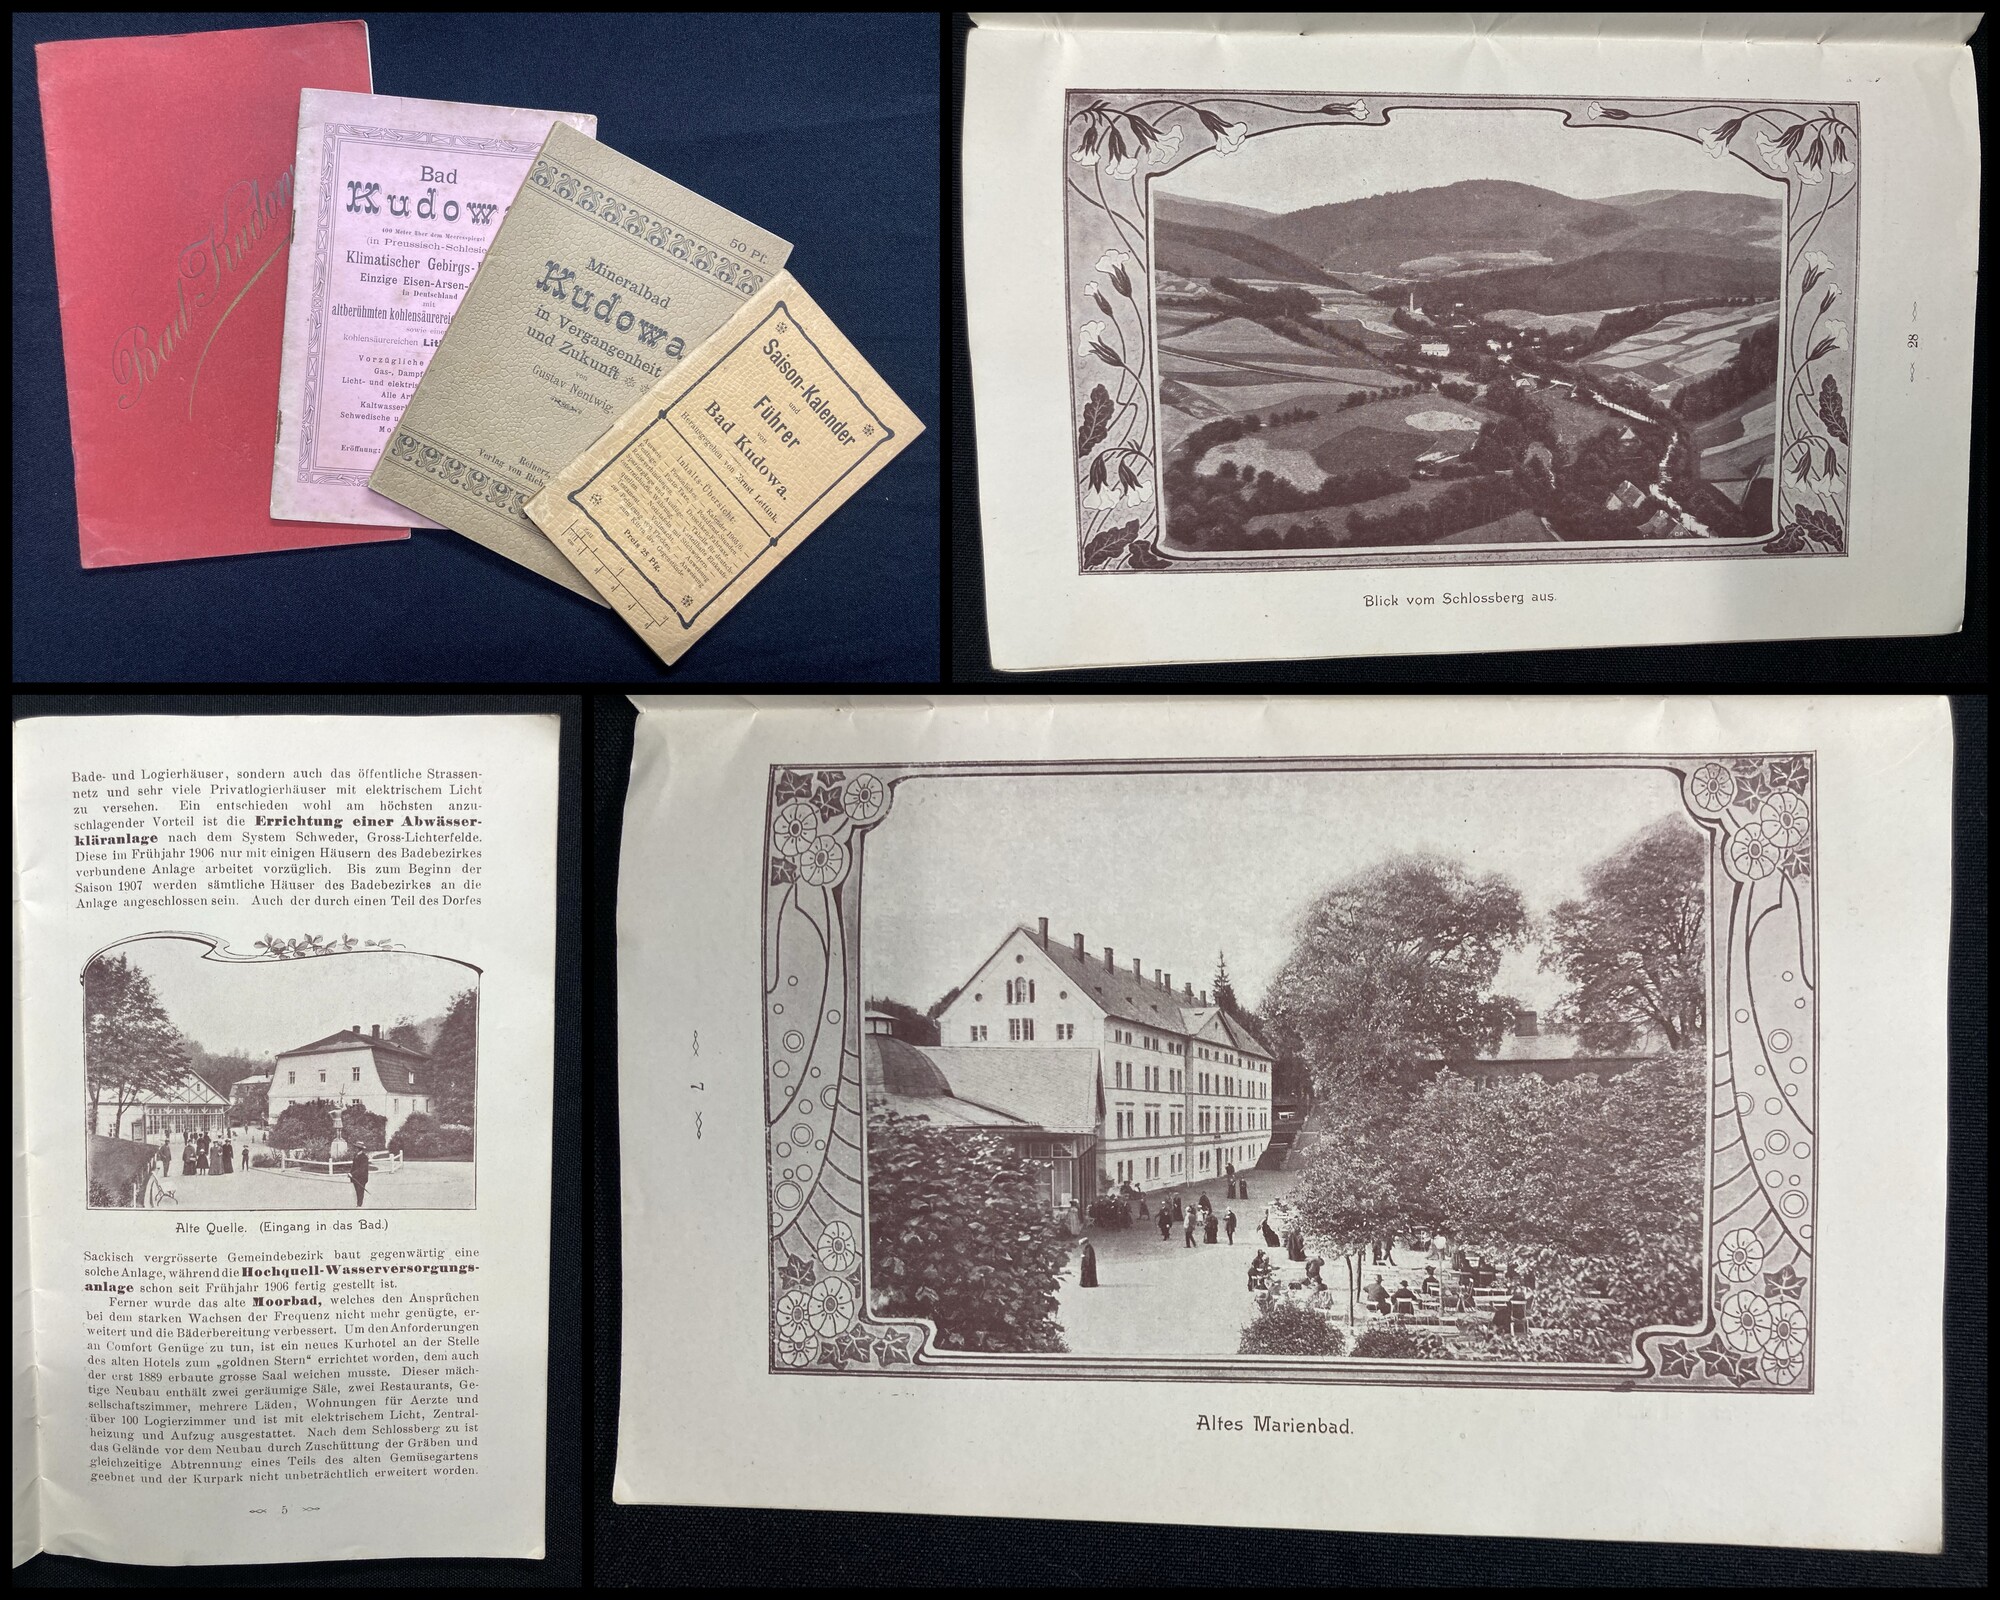 Bad Kudowa
Bad
Kudowa
400 Meter über dem Meeresspiegel
(in Preussisch-Schlesie
Klimatischer Gebirgs-
Einzige Eisen-Arsen-
in Deutschland
mit
altberühmten kohlensäurereic
sowie eine
kohlensäurereichen Lit
Vorzügliche
Gas-, Dampf
Licht- und elektris
Alle Ar
Kaltwasser
Schwedische u
Mo
Eröffnung:
50 Pf.
Mineralbad
Kudowa
in Vergangenheit
und Zukunft
von
Gustav Nentwig.
Reinerz,
Verlag von Rich
Saison-Kalender
und
Führer
von
Bad Kudowa.
Herausgegeben von Ernst Lettink.
Inhalts-Übersicht:
Preis 25 Pfg.
Blick vom Schlossberg aus.
28
Bade- und Logierhäuser, sondern auch das öffentliche Strassen-
netz und sehr viele Privatlogierhäuser mit elektrischem Licht
zu versehen. Ein entschieden wohl am höchsten anzu-
schlagender Vorteil ist die Errichtung einer Abwässer-
kläranlage nach dem System Schweder, Gross-Lichterfelde.
Diese im Frühjahr 1906 nur mit einigen Häusern des Badebezirkes
verbundene Anlage arbeitet vorzüglich. Bis zum Beginn der
Saison 1907 werden sämtliche Häuser des Badebezirkes an die
Anlage angeschlossen sein. Auch der durch einen Teil des Dorfes
Alte Quelle. (Eingang in das Bad.)
Sackisch vergrösserte Gemeindebezirk baut gegenwärtig eine
solche Anlage, während die Hochquell-Wasserversorgungs-
anlage schon seit Frühjahr 1906 fertig gestellt ist.
Ferner wurde das alte Moorbad, welches den Ansprüchen
bei dem starken Wachsen der Frequenz nicht mehr genügte, er-
weitert und die Bäderbereitung verbessert. Um den Anforderungen
an Comfort Genüge zu tun, ist ein neues Kurhotel an der Stelle
des alten Hotels zum „goldnen Stern“ errichtet worden, dem auch
der erst 1889 erbaute grosse Saal weichen musste. Dieser mäch-
tige Neubau enthält zwei geräumige Säle, zwei Restaurants, Ge-
sellschaftszimmer, mehrere Läden, Wohnungen für Aerzte und
über 100 Logierzimmer und ist mit elektrischem Licht, Zentral-
heizung und Aufzug ausgestattet. Nach dem Schlossberg zu ist
das Gelände vor dem Neubau durch Zuschüttung der Gräben und
gleichzeitige Abtrennung eines Teils des alten Gemüsegartens
geebnet und der Kurpark nicht unbeträchtlich erweitert worden.
5
7
Altes Marienbad.